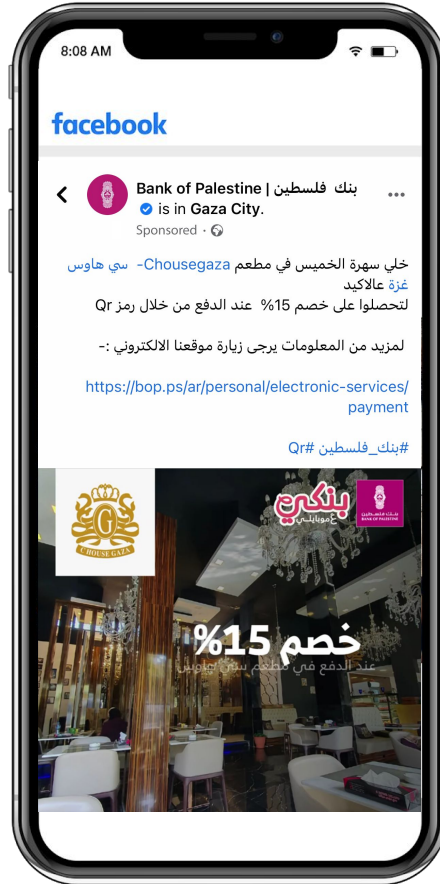 8:08 AM
facebook
Bank of Palestine | بنك فلسطين
is in Gaza City.
Sponsored ·
خلي سهرة الخميس في مطعم Chousegaza- سي هاوس
غزة عالاكيد
لتحصلوا على خصم 15% عند الدفع من خلال رمز Qr
لمزيد من المعلومات يرجى زيارة موقعنا الالكتروني :-
https://bop.ps/ar/personal/electronic-services/
payment
#بنك_فلسطين #Qr
G
C HOUSE GAZA
بنكي
ع موبايلي
بنك فلسطين
BANK OF PALESTINE
خصم 15%
عند الدفع في مطعم سي هاوس